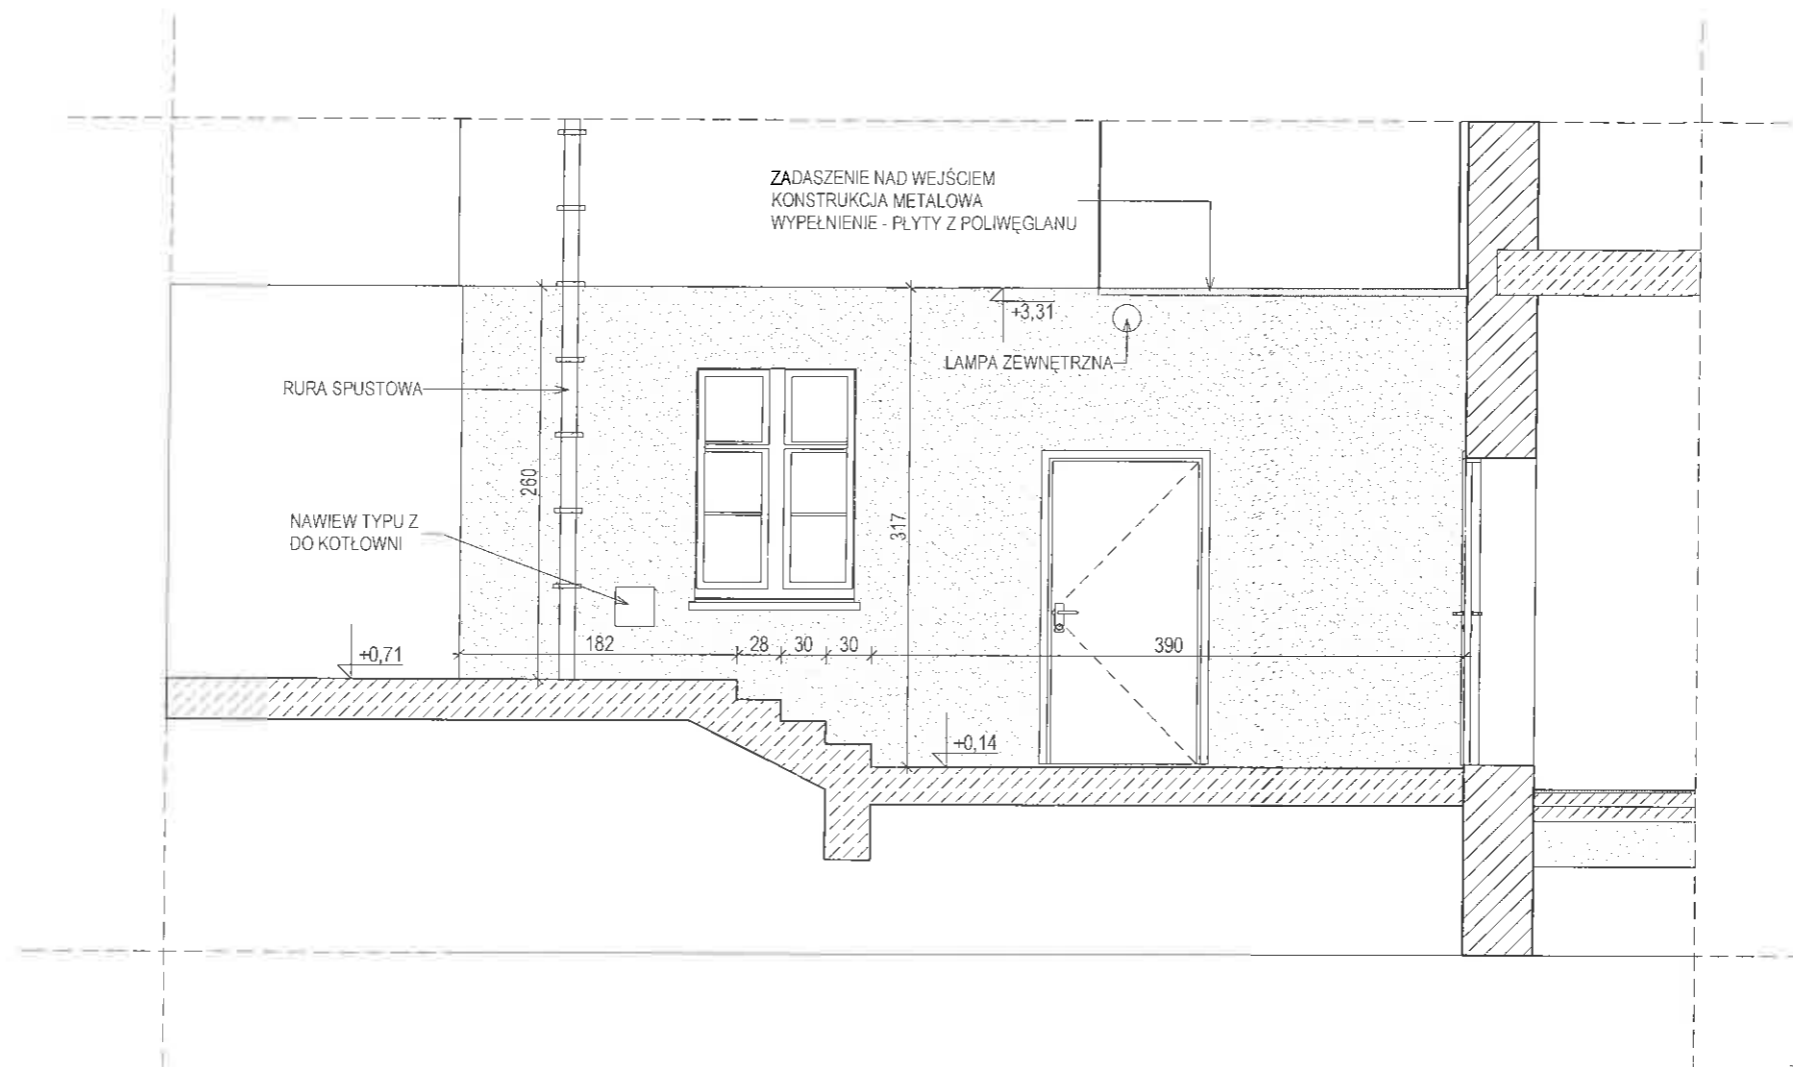 ZADASZENIE NAD WEJŚCIEM
KONSTRUKCJA METALOWA
WYPEŁNIENIE - PŁYTY Z POLIWĘGLANU
+3,31
LAMPA ZEWNĘTRZNA
RURA SPUSTOWA
260
317
NAWIEW TYPU Z
DO KOTŁOWNI
182
28
30
30
390
+0,71
+0,14